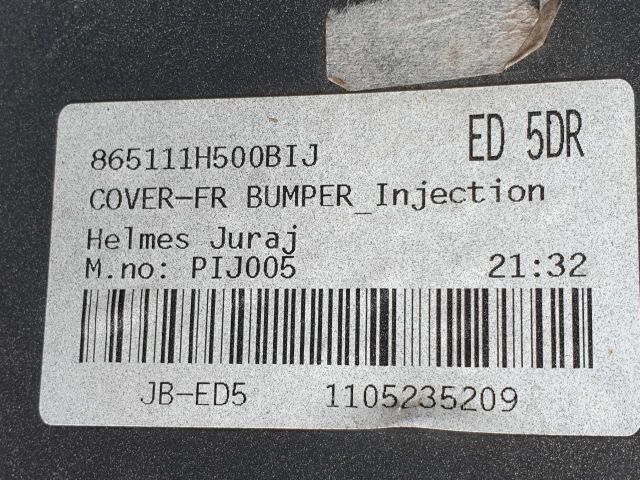 865111H500BIJ ED 5DR
COVER-FR BUMPER_Injection
Helmes Juraj
M.no: PIJ005 21:32
JB-ED5 1105235209